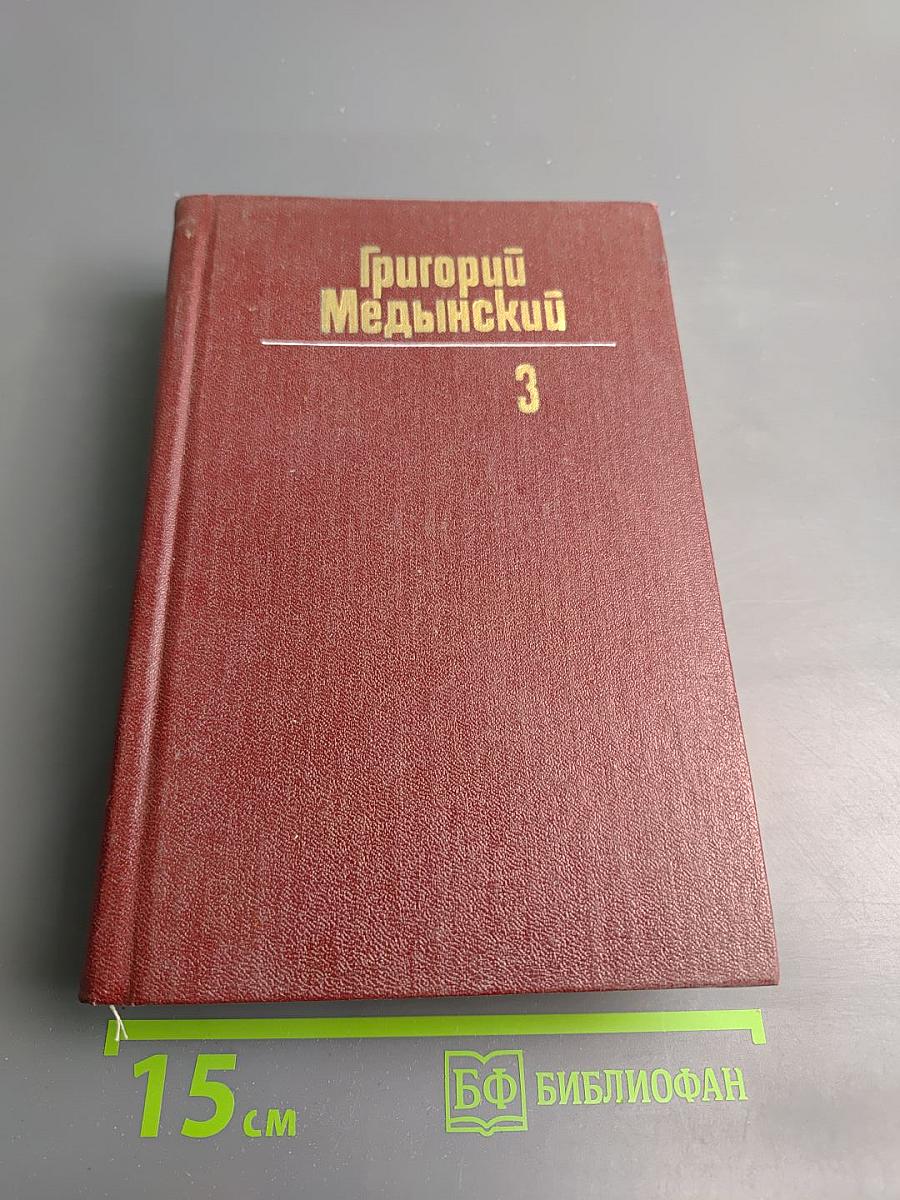 Григорий
Медынский
3
15 см
БФ БИБЛИОФАН